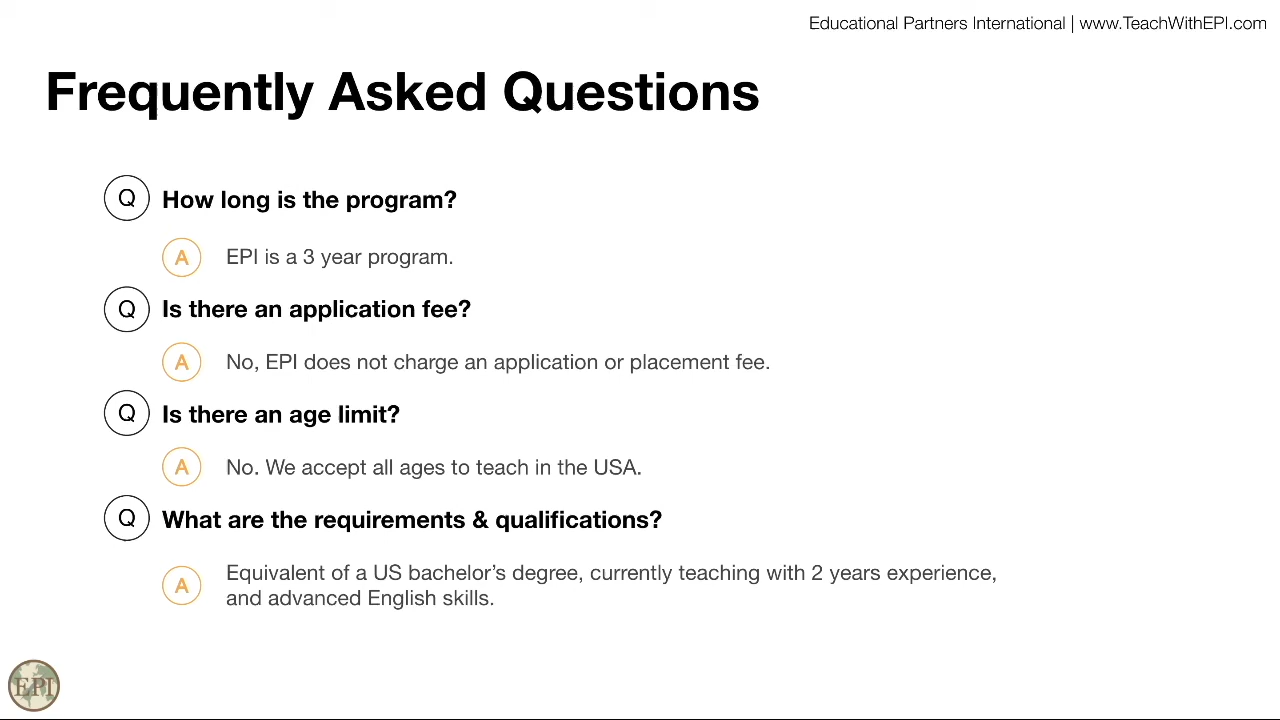 Educational Partners International | www.TeachWithEPI.com
Frequently Asked Questions
Q How long is the program?
A EPI is a 3 year program.
Q Is there an application fee?
A No, EPI does not charge an application or placement fee.
Q Is there an age limit?
A No. We accept all ages to teach in the USA.
Q What are the requirements & qualifications?
A Equivalent of a US bachelor’s degree, currently teaching with 2 years experience,
and advanced English skills.
EPI